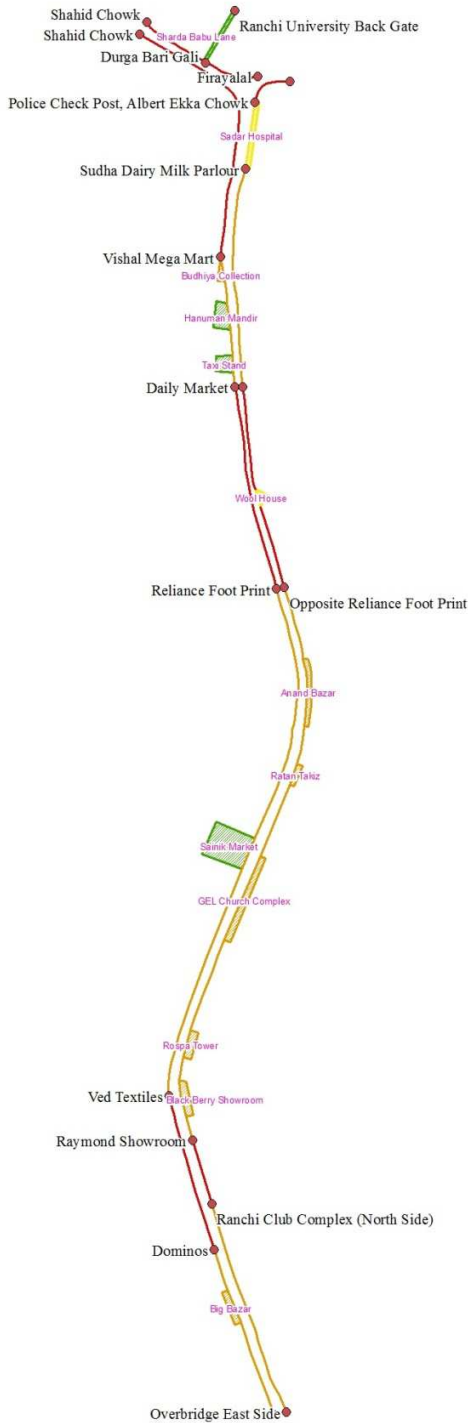 Shahid Chowk
Ranchi University Back Gate
Shahid Chowk
Sharda Babu Lane
Durga Bari Gali
Firayalal
Police Check Post, Albert Ekka Chowk
Sadar Hospital
Sudha Dairy Milk Parlour
Vishal Mega Mart
Budhiya Collection
Hanuman Mandir
Taxi Stand
Daily Market
Wool House
Reliance Foot Print
Opposite Reliance Foot Print
Anand Bazar
Ratan Takiz
Sainik Market
GEL Church Complex
Rospa Tower
Ved Textiles
Black Berry Showroom
Raymond Showroom
Ranchi Club Complex (North Side)
Dominos
Big Bazar
Overbridge East Side